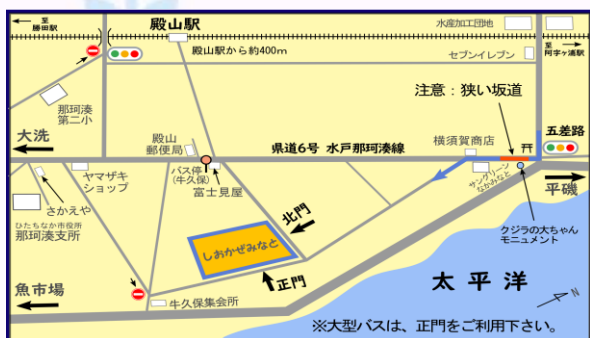 至
勝田駅
殿山駅
殿山駅から約400m
水産加工団地
セブンイレブン
至
阿字ヶ浦駅
那珂湊
第二小
注意：狭い坂道
大洗
殿山
郵便局
県道6号 水戸那珂湊線
横須賀商店
五差路
ヤマザキ
ショップ
バス停
(牛久保)
富士見屋
サングリーン
なかみなと
平磯
さかえや
ひたちなか市役所
那珂湊支所
北門
しおかぜみなと
クジラの大ちゃん
モニュメント
正門
太平洋
魚市場
牛久保集会所
N
※大型バスは、正門をご利用下さい。